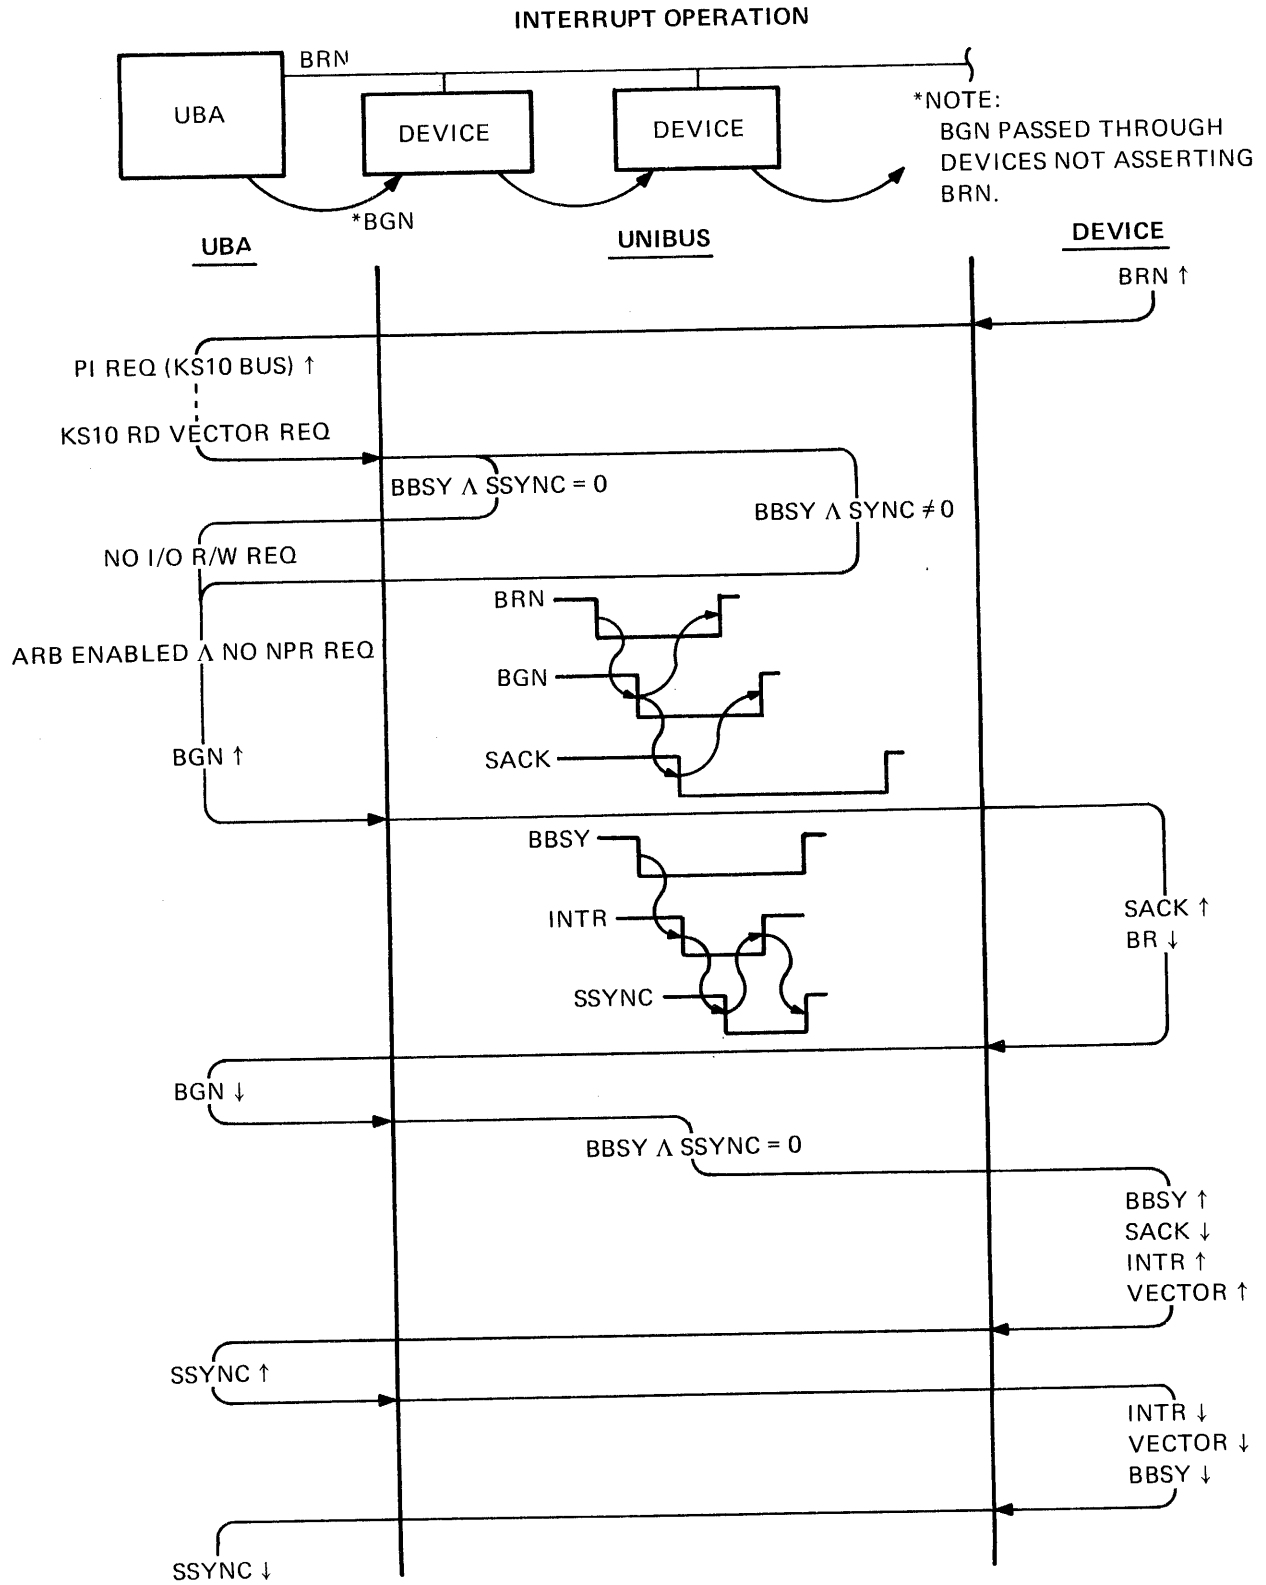 INTERRUPT OPERATION
BRN
UBA
DEVICE
DEVICE
*NOTE:
BGN PASSED THROUGH
DEVICES NOT ASSERTING
BRN.
*BGN
UBA
UNIBUS
DEVICE
BRN ↑
PI REQ (KS10 BUS) ↑
KS10 RD VECTOR REQ
BBSY Λ SSYNC = 0
BBSY Λ SYNC ≠ 0
NO I/O R/W REQ
BRN
ARB ENABLED Λ NO NPR REQ
BGN
BGN ↑
SACK
BBSY
INTR
SACK ↑
BR ↓
SSYNC
BGN ↓
BBSY Λ SSYNC = 0
BBSY ↑
SACK ↓
INTR ↑
VECTOR ↑
SSYNC ↑
INTR ↓
VECTOR ↓
BBSY ↓
SSYNC ↓